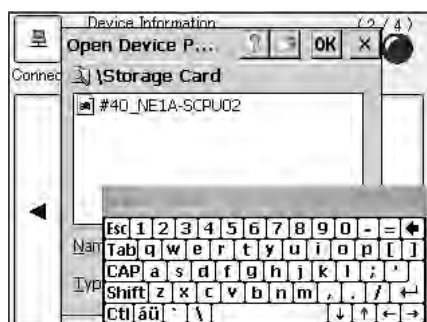 Device Information (2/4)
Open Device P... ? OK ×
Connec
\Storage Card
#40_NE1A-SCPU02
Nam
Typ
Esc 1 2 3 4 5 6 7 8 9 0 - =
Tab q w e r t y u i o p [ ]
CAP a s d f g h j k l ; '
Shift z x c v b n m , . /
Ctl áü ` \ ↓ ↑ ← →